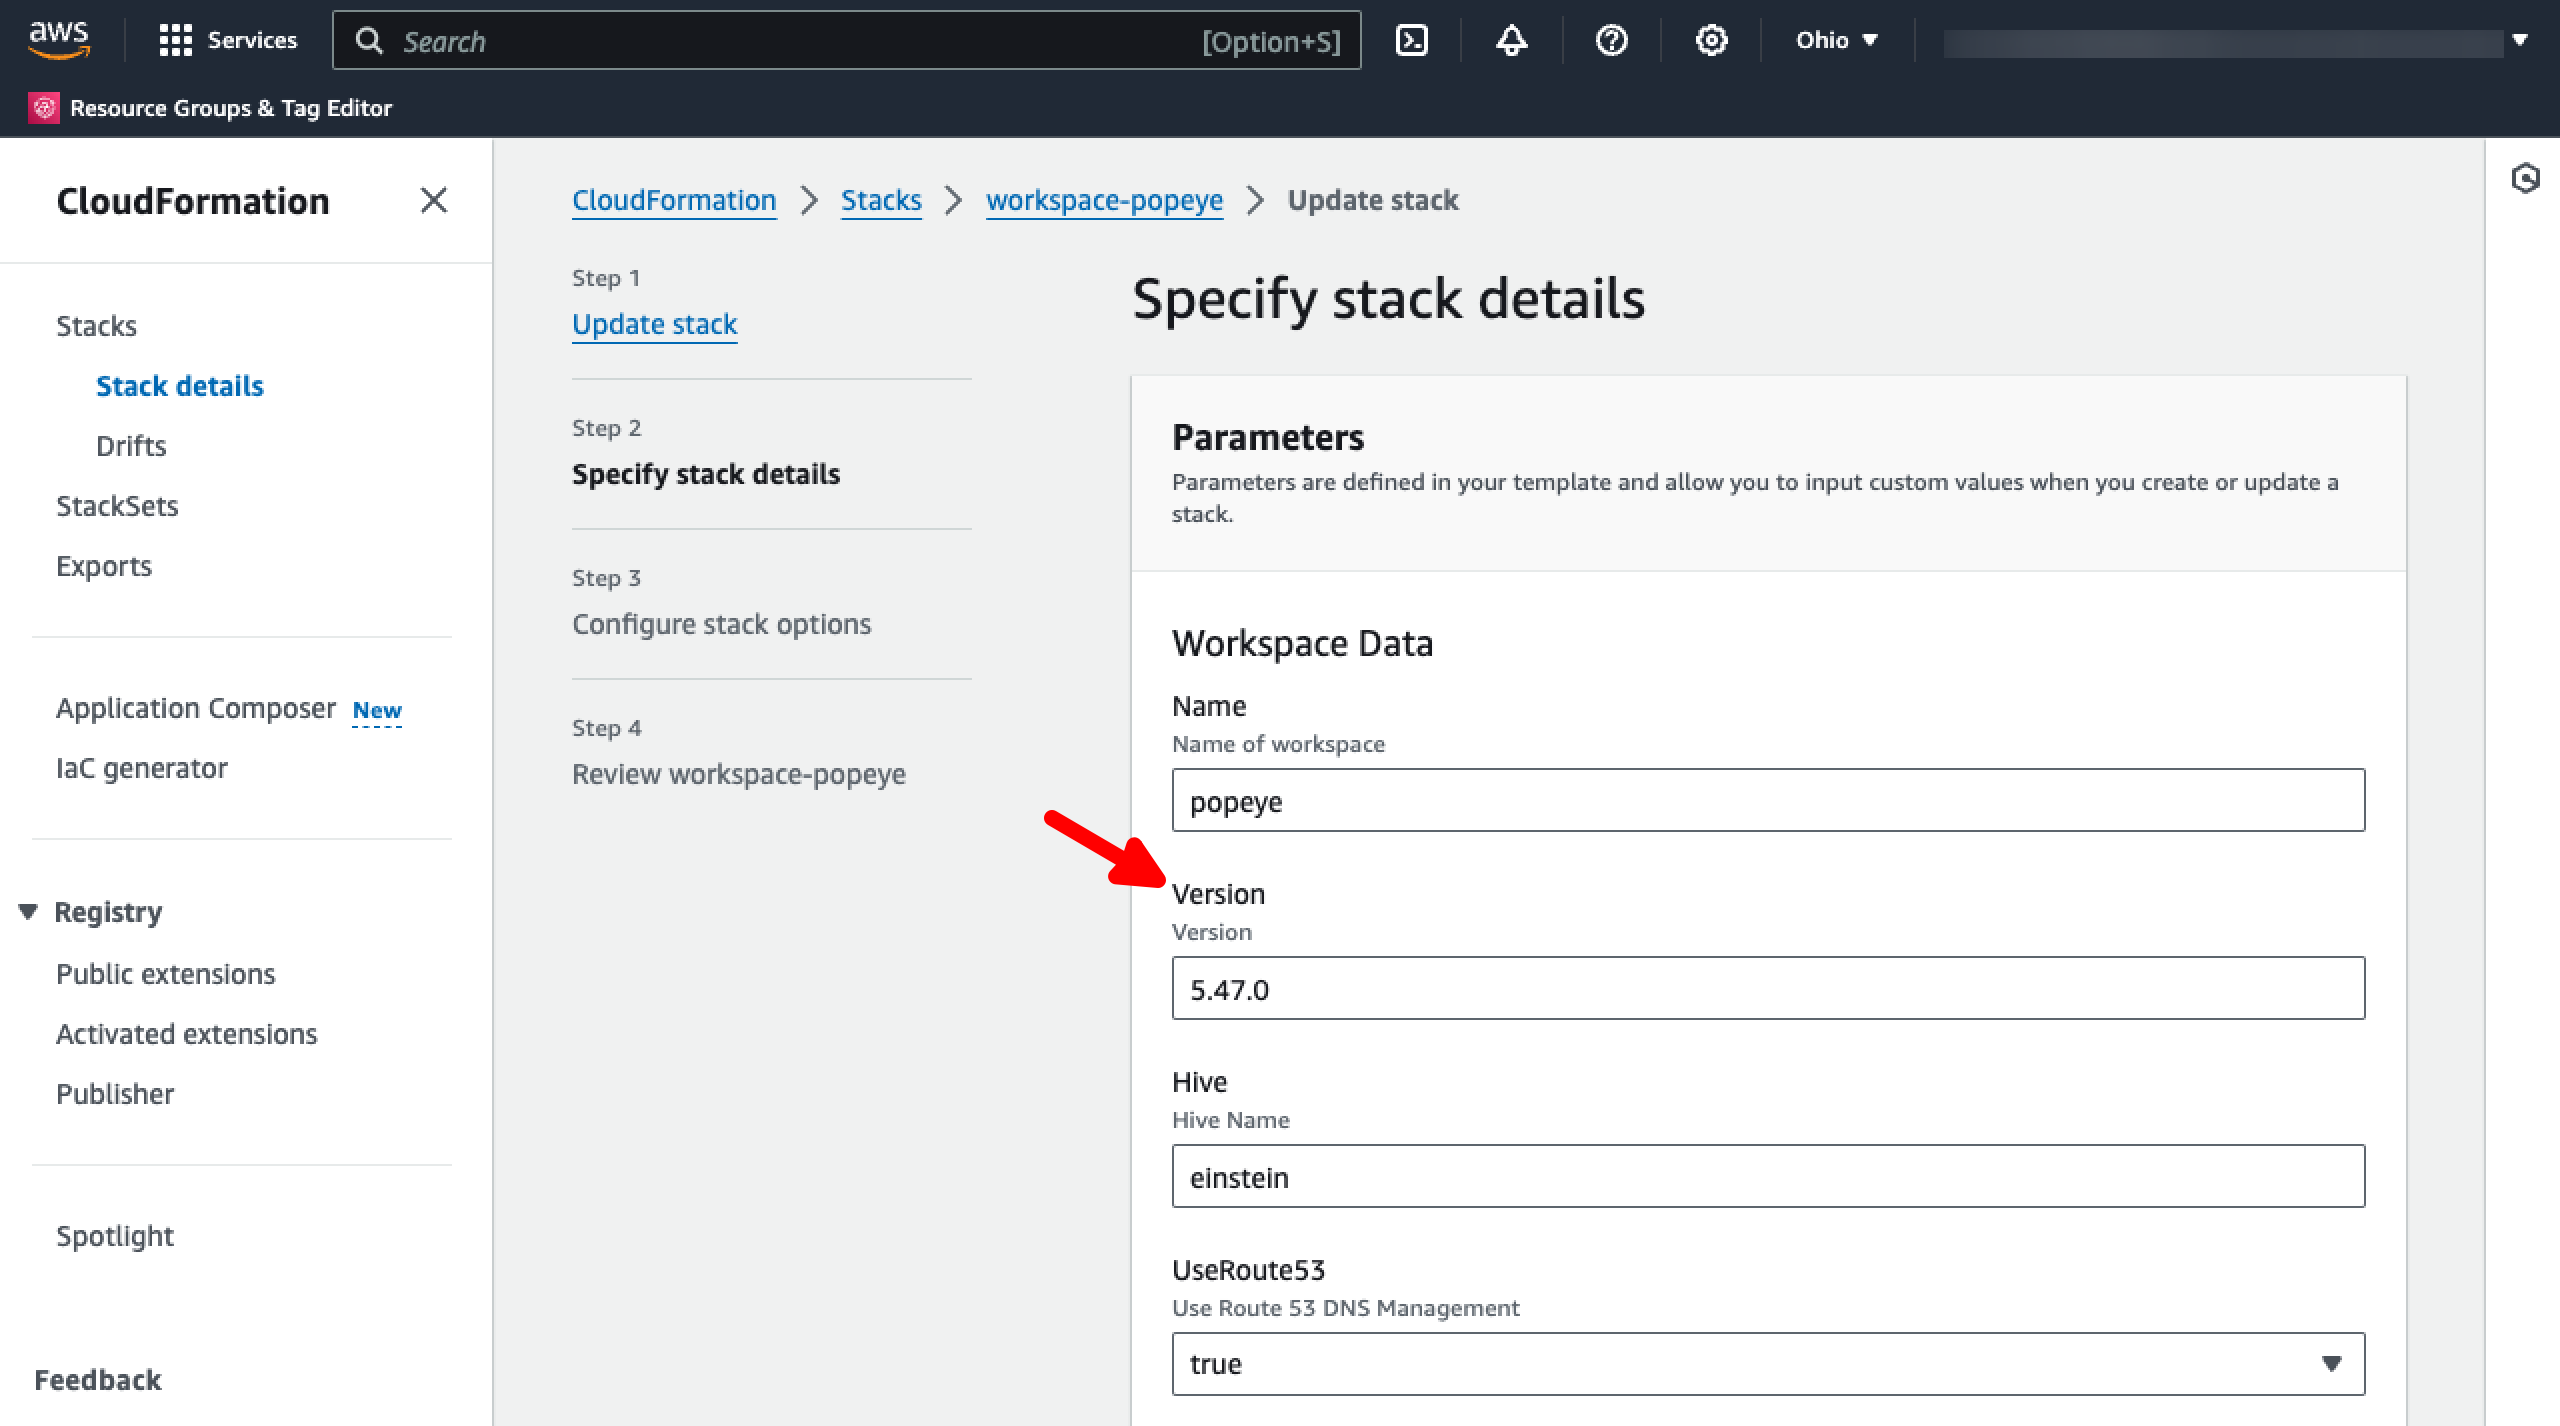 aws
Services
Search
[Option+S]
Ohio
Resource Groups & Tag Editor
CloudFormation
Stacks
Stack details
Drifts
StackSets
Exports
Application Composer New
IaC generator
Registry
Public extensions
Activated extensions
Publisher
Spotlight
Feedback
CloudFormation > Stacks > workspace-popeye > Update stack
Step 1
Update stack
Step 2
Specify stack details
Step 3
Configure stack options
Step 4
Review workspace-popeye
Specify stack details
Parameters
Parameters are defined in your template and allow you to input custom values when you create or update a
stack.
Workspace Data
Name
Name of workspace
popeye
Version
Version
5.47.0
Hive
Hive Name
einstein
UseRoute53
Use Route 53 DNS Management
true